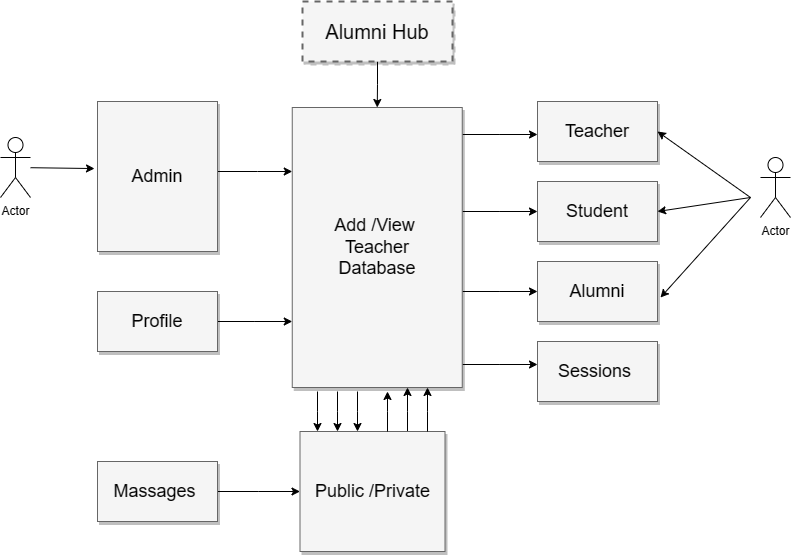 Alumni Hub
Admin
Actor
Add /View
Teacher
Database
Teacher
Student
Alumni
Actor
Profile
Sessions
Massages
Public /Private